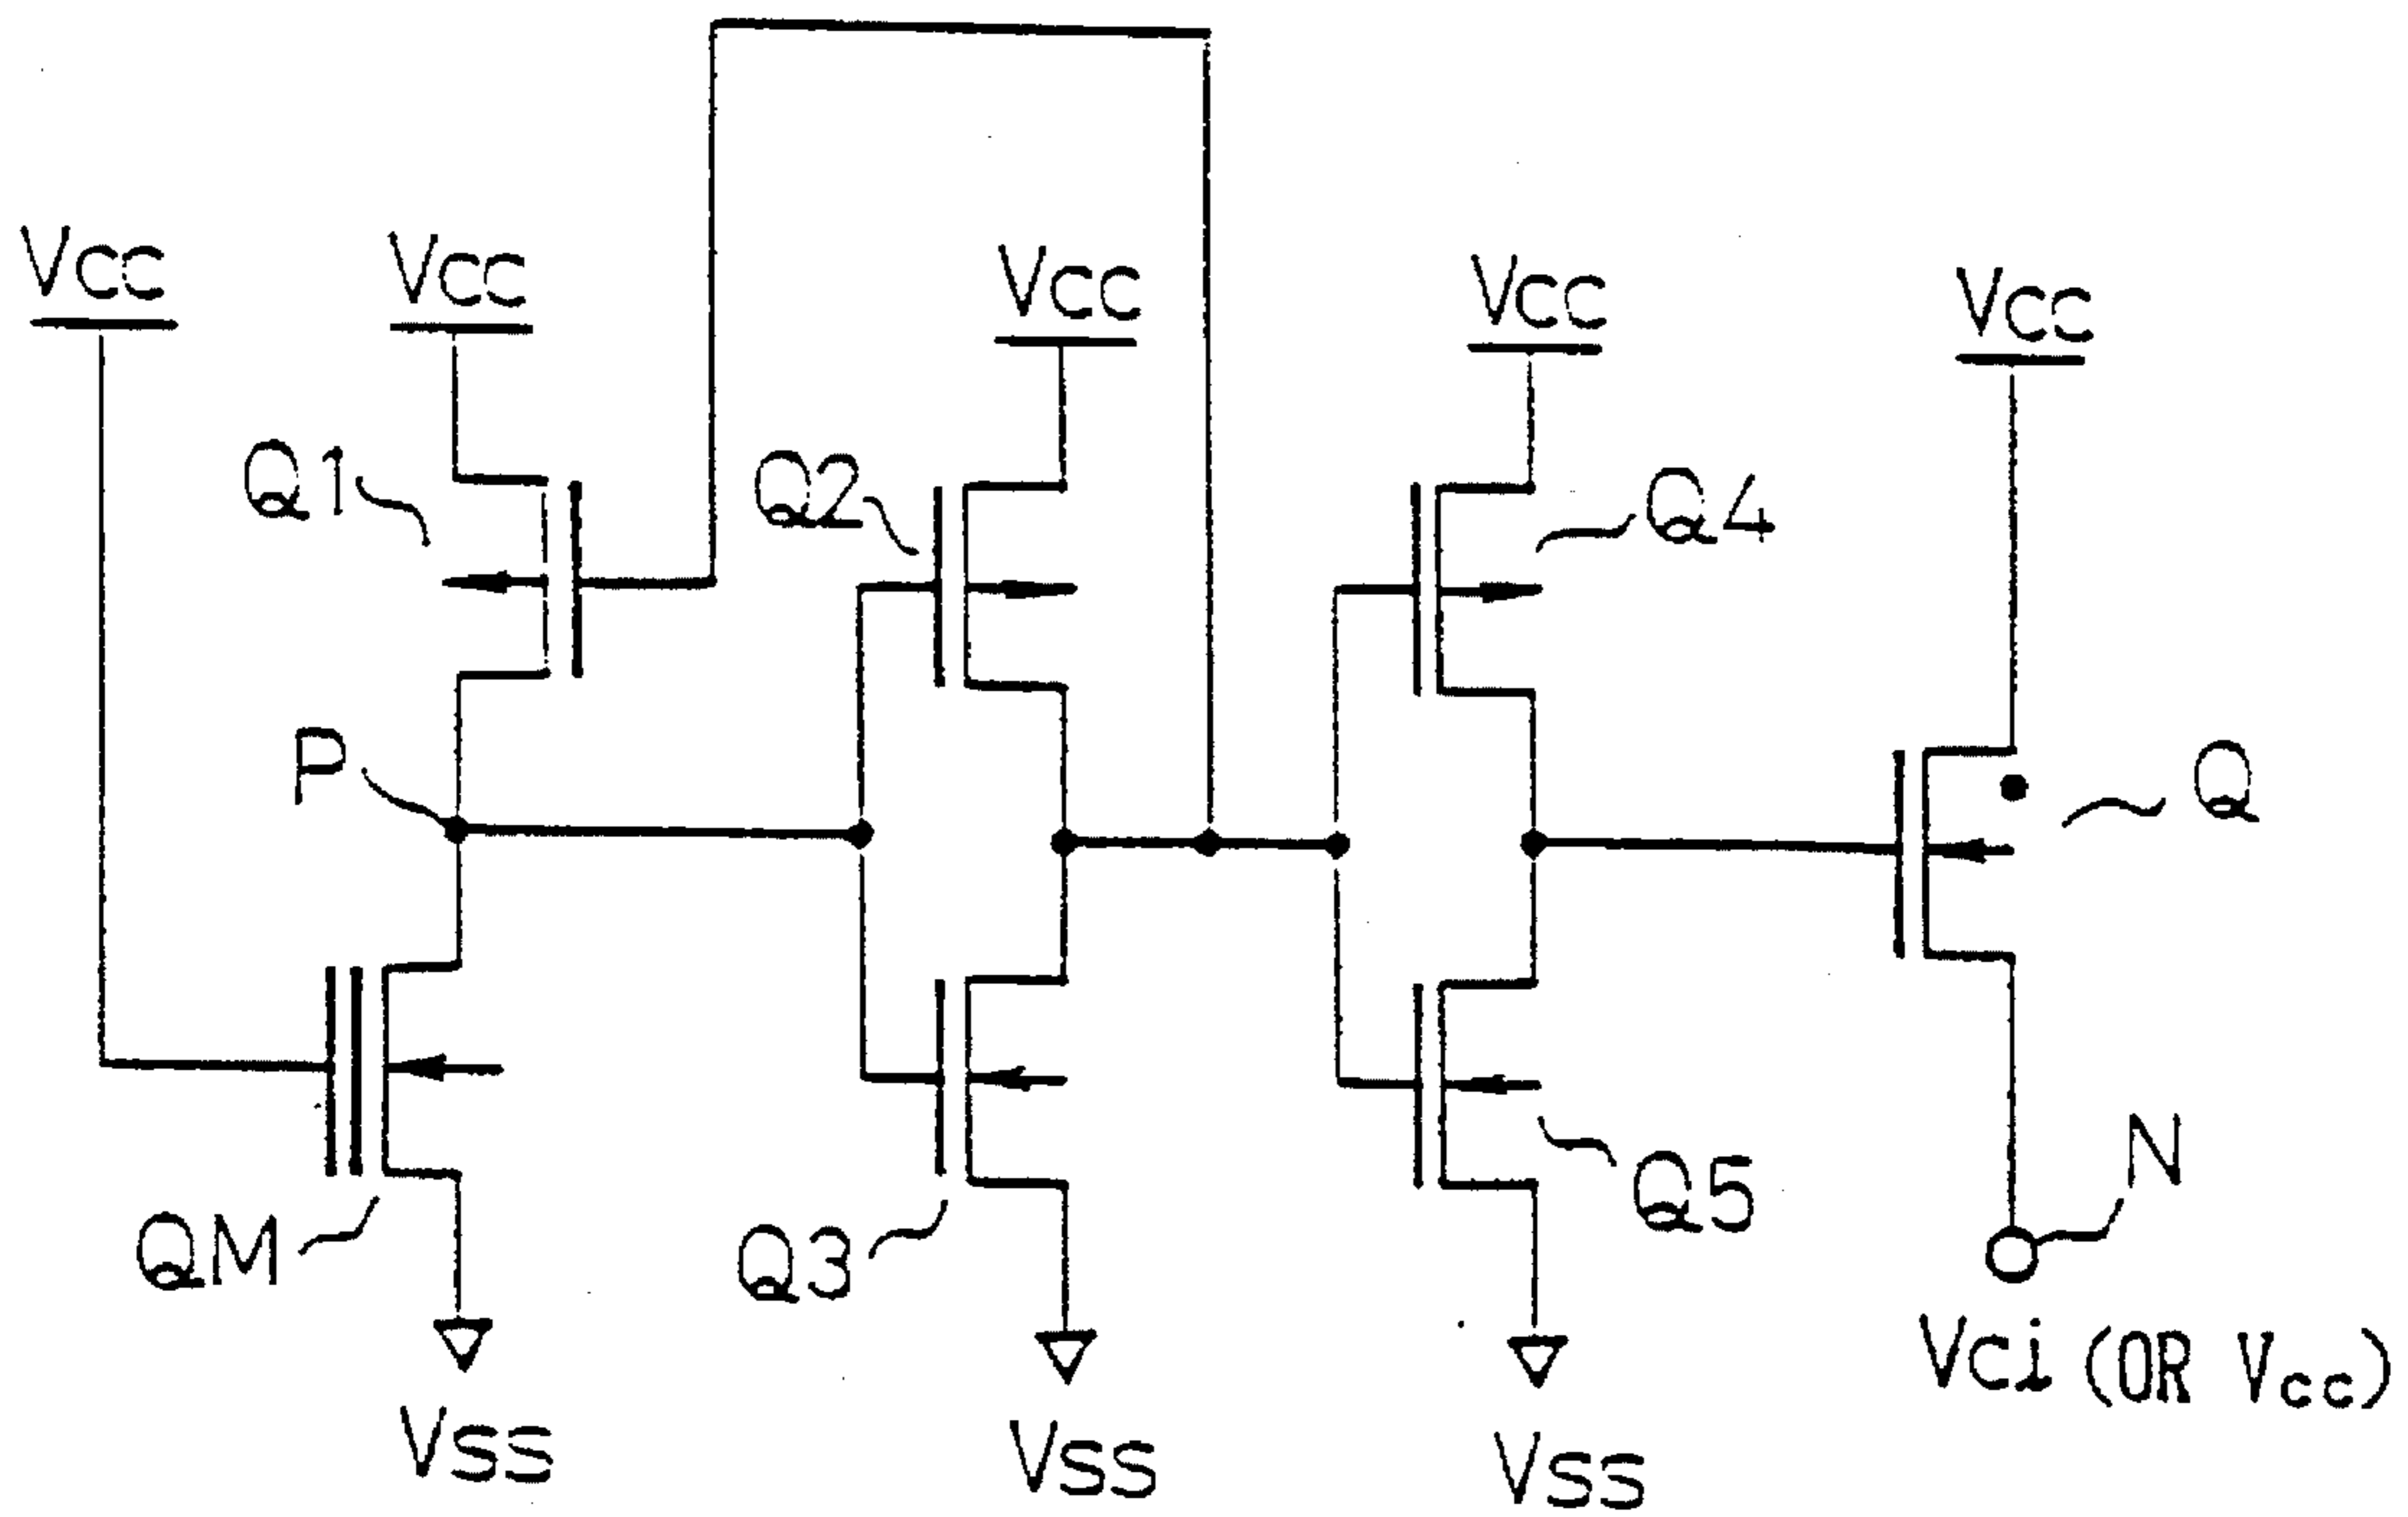 Vcc
Vcc
Vcc
Vcc
Vcc
Q1
Q2
Q4
P
Q
QM
Q3
Q5
N
Vci (OR Vcc)
Vss
Vss
Vss